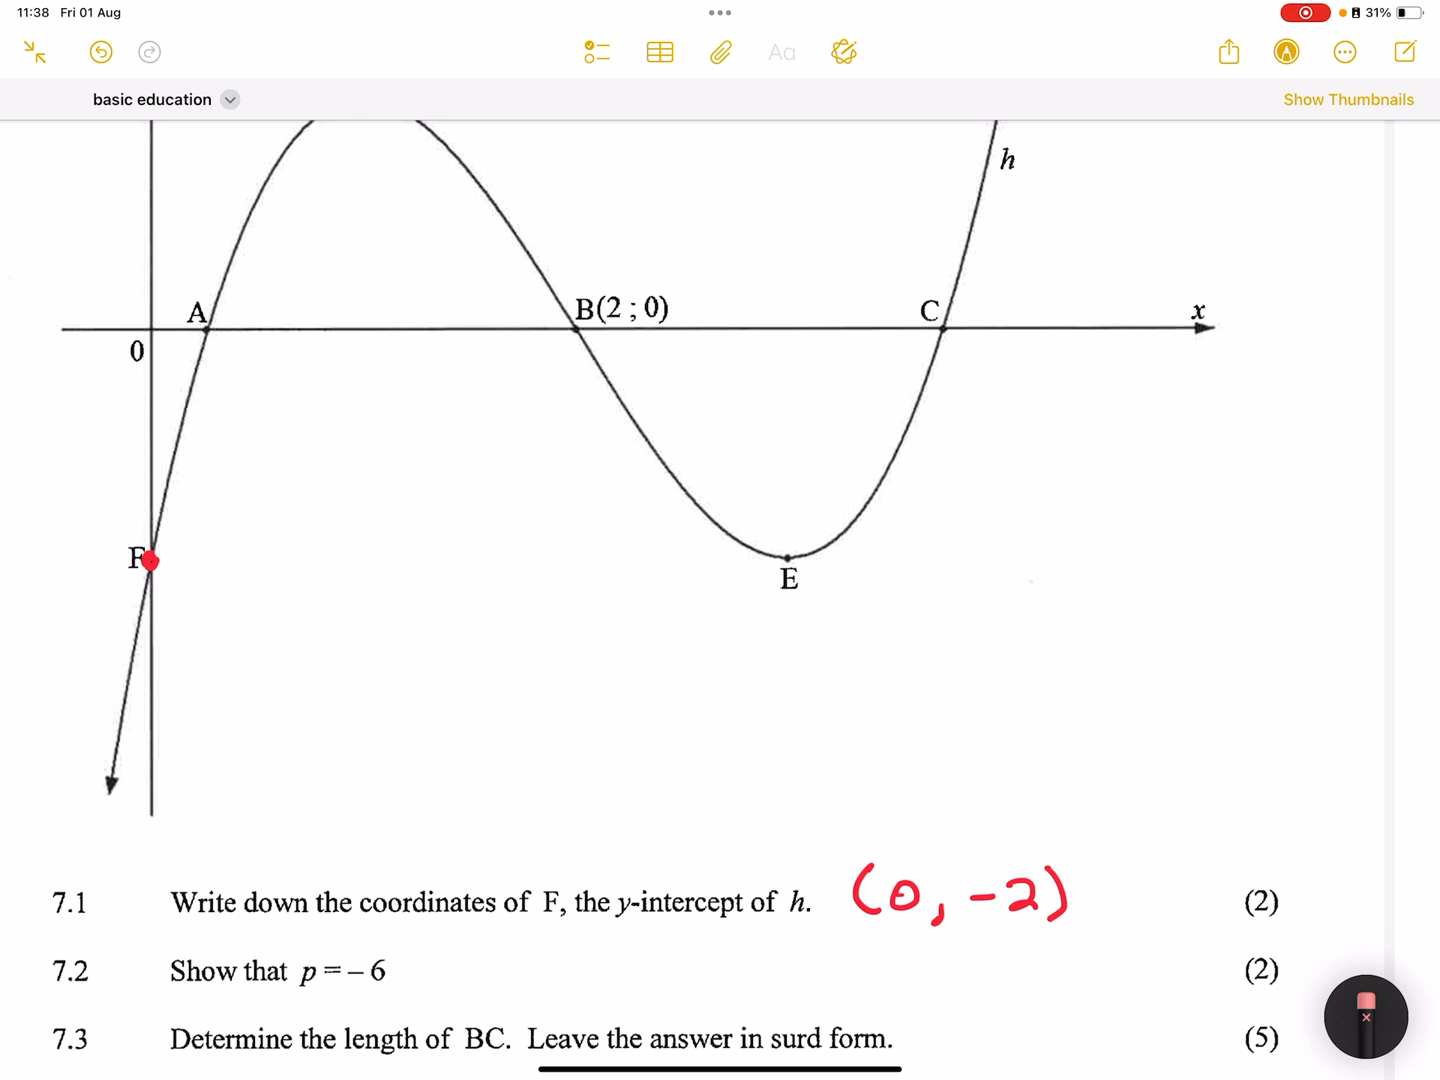 11:38 Fri 01 Aug
31%
Aa
basic education
Show Thumbnails
h
A
B(2 ; 0)
C
x
0
F
E
7.1 Write down the coordinates of F, the y-intercept of h. (0, -2) (2)
7.2 Show that p = – 6 (2)
7.3 Determine the length of BC. Leave the answer in surd form. (5)